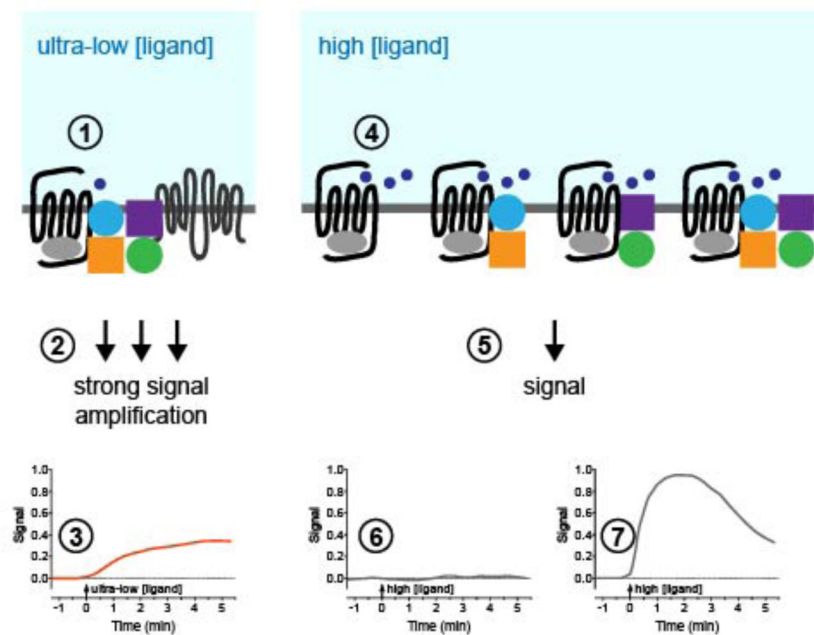 ultra-low [ligand]
high [ligand]
1
4
2
strong signal
amplification
5
signal
1.0
0.8
0.6
0.4
0.2
0.0
Signal
3
ultra-low [ligand]
-1 0 1 2 3 4 5
Time (min)
1.0
0.8
0.6
0.4
0.2
0.0
Signal
6
high [ligand]
-1 0 1 2 3 4 5
Time (min)
1.0
0.8
0.6
0.4
0.2
0.0
Signal
7
high [ligand]
-1 0 1 2 3 4 5
Time (min)